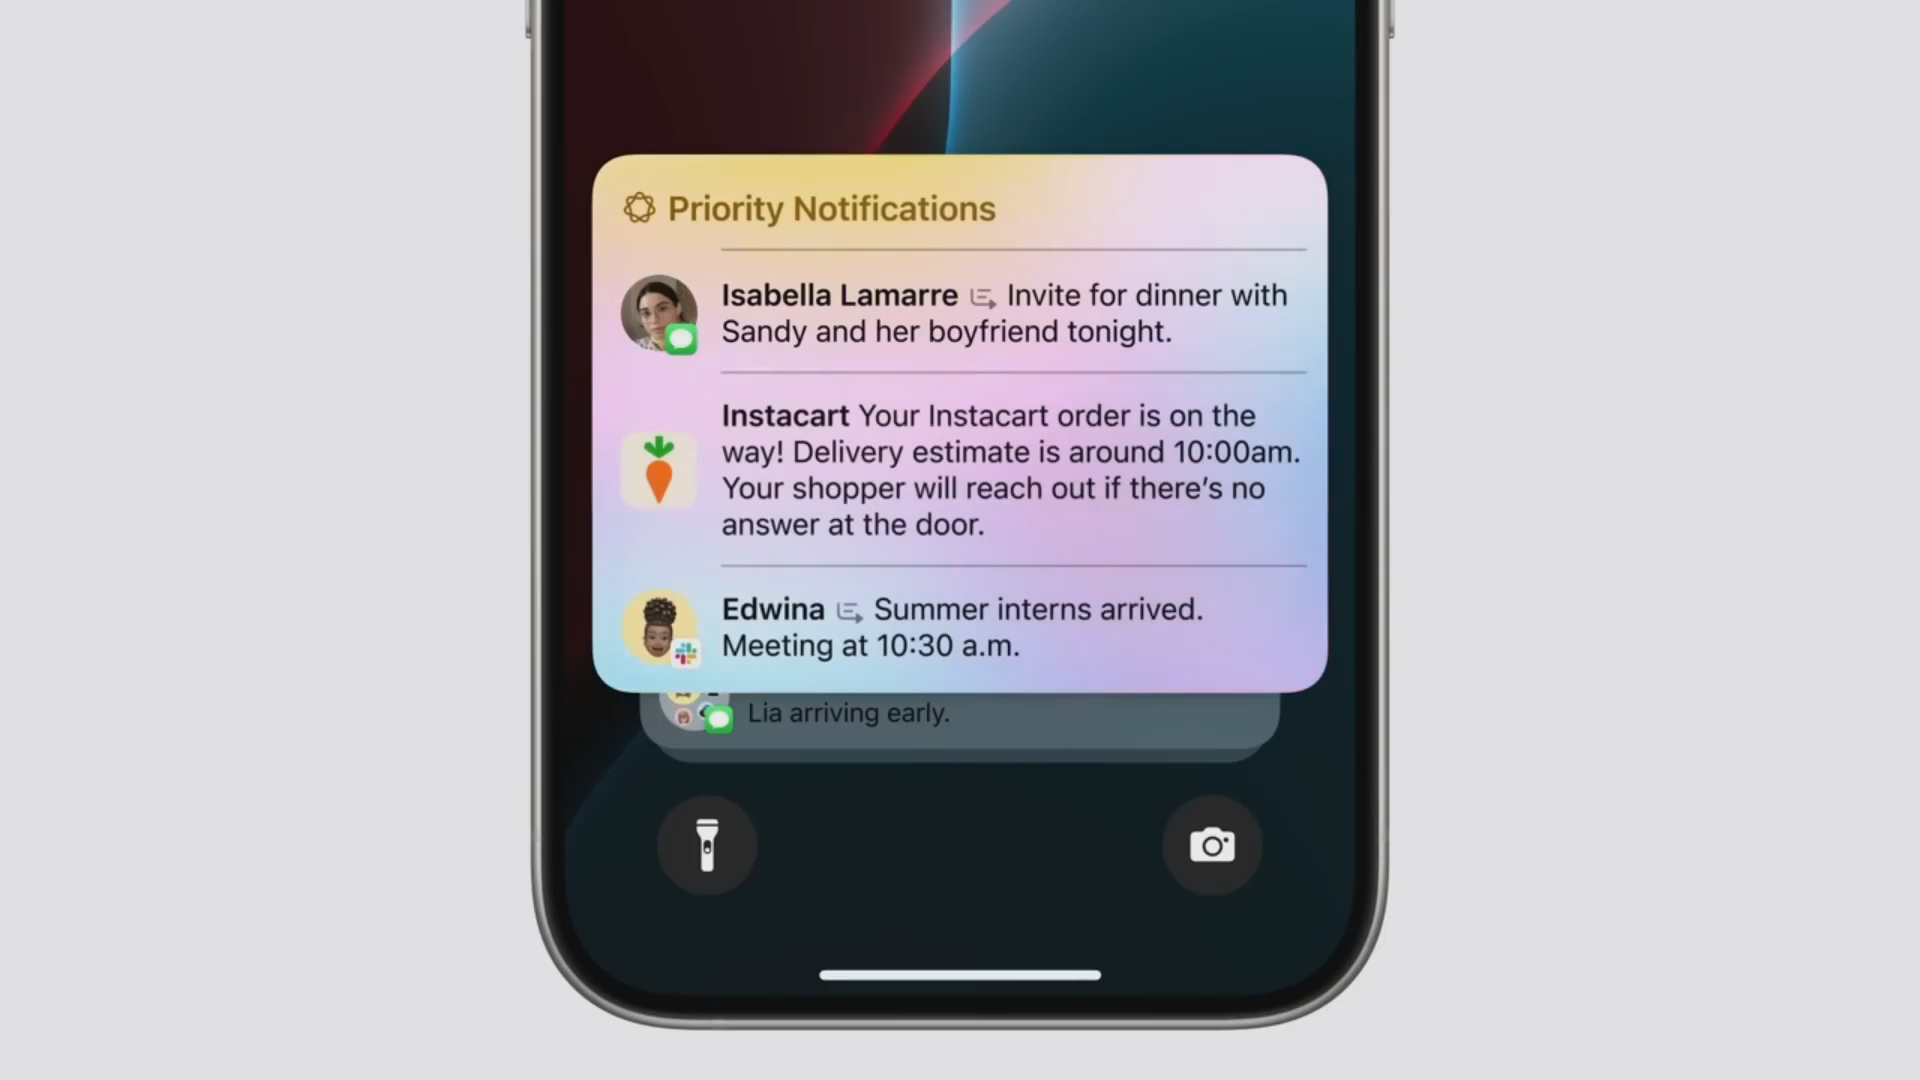 Priority Notifications
Isabella Lamarre Invite for dinner with
Sandy and her boyfriend tonight.
Instacart Your Instacart order is on the
way! Delivery estimate is around 10:00am.
Your shopper will reach out if there’s no
answer at the door.
Edwina Summer interns arrived.
Meeting at 10:30 a.m.
Lia arriving early.